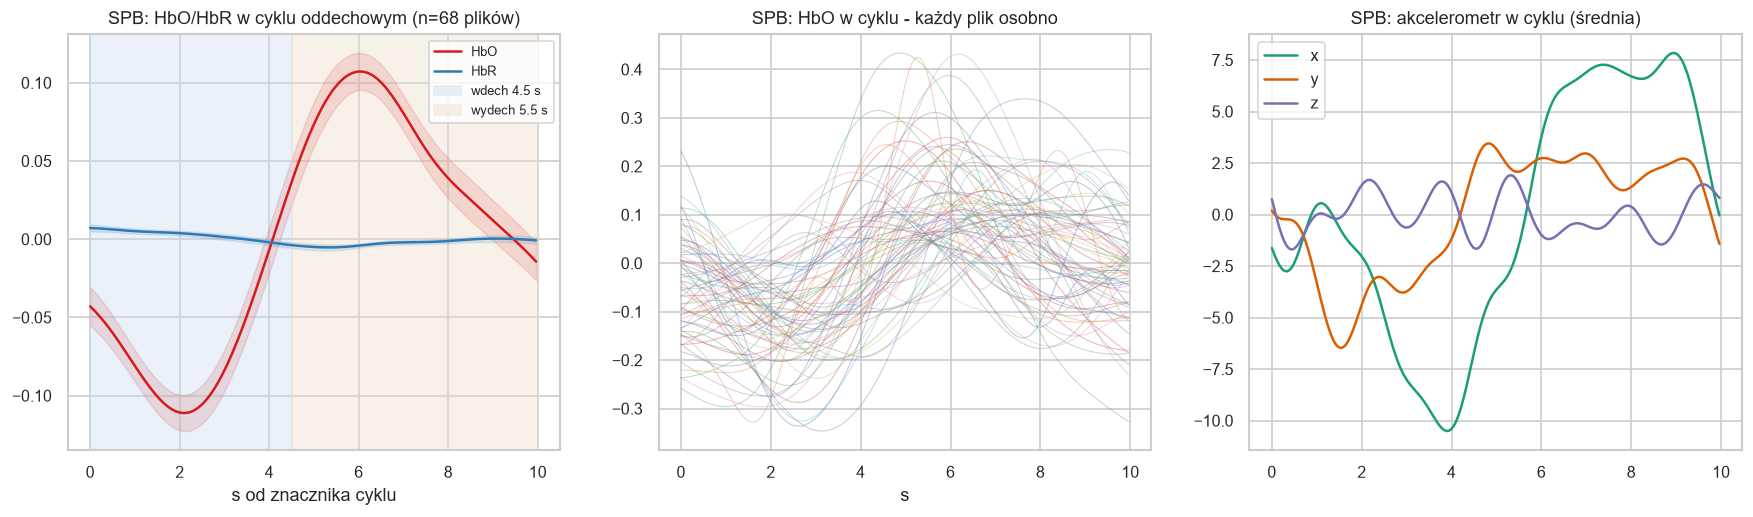 SPB: HbO/HbR w cyklu oddechowym (n=68 plików)
HbO
HbR
wdech 4.5 s
wydech 5.5 s
0.10
0.05
0.00
−0.05
−0.10
0 2 4 6 8 10
s od znacznika cyklu
SPB: HbO w cyklu - każdy plik osobno
0.4
0.3
0.2
0.1
0.0
−0.1
−0.2
−0.3
0 2 4 6 8 10
s
SPB: akcelerometr w cyklu (średnia)
x
y
z
7.5
5.0
2.5
0.0
−2.5
−5.0
−7.5
−10.0
0 2 4 6 8 10